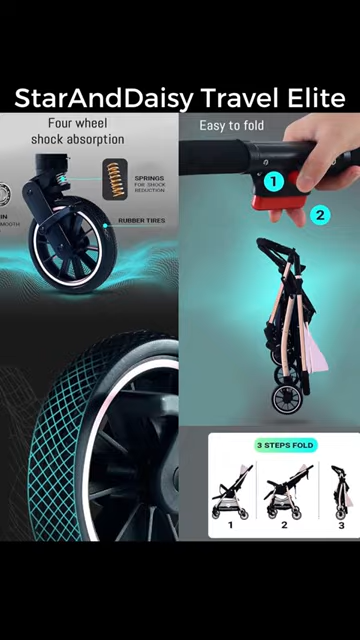 StarAndDaisy Travel Elite
Four wheel
shock absorption
SPRINGS
FOR SHOCK
REDUCTION
RUBBER TIRES
Easy to fold
1
2
3 STEPS FOLD
1
2
3